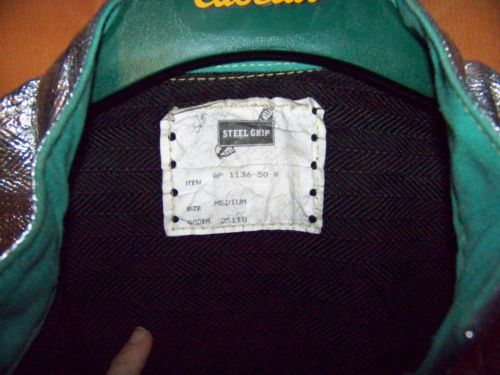 STEEL GRIP
ITEM AP 1136-50 K
SIZE MEDIUM
ORDER 25118